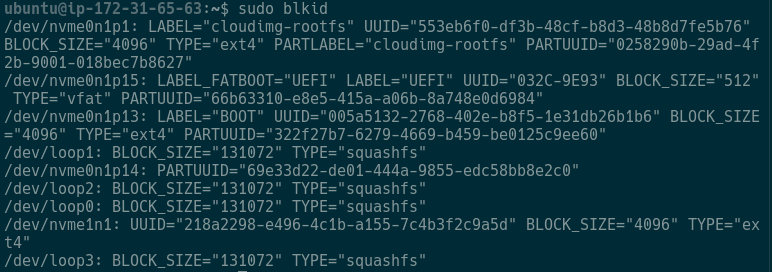 ubuntu@ip-172-31-65-63:~$ sudo blkid
/dev/nvme0n1p1: LABEL="cloudimg-rootfs" UUID="553eb6f0-df3b-48cf-b8d3-48b8d7fe5b76"
BLOCK_SIZE="4096" TYPE="ext4" PARTLABEL="cloudimg-rootfs" PARTUUID="0258290b-29ad-4f
2b-9001-018bec7b8627"
/dev/nvme0n1p15: LABEL_FATBOOT="UEFI" LABEL="UEFI" UUID="032C-9E93" BLOCK_SIZE="512"
TYPE="vfat" PARTUUID="66b63310-e8e5-415a-a06b-8a748e0d6984"
/dev/nvme0n1p13: LABEL="BOOT" UUID="005a5132-2768-402e-b8f5-1e31db26b1b6" BLOCK_SIZE
="4096" TYPE="ext4" PARTUUID="322f27b7-6279-4669-b459-be0125c9ee60"
/dev/loop1: BLOCK_SIZE="131072" TYPE="squashfs"
/dev/nvme0n1p14: PARTUUID="69e33d22-de01-444a-9855-edc58bb8e2c0"
/dev/loop2: BLOCK_SIZE="131072" TYPE="squashfs"
/dev/loop0: BLOCK_SIZE="131072" TYPE="squashfs"
/dev/nvme1n1: UUID="218a2298-e496-4c1b-a155-7c4b3f2c9a5d" BLOCK_SIZE="4096" TYPE="ex
t4"
/dev/loop3: BLOCK_SIZE="131072" TYPE="squashfs"